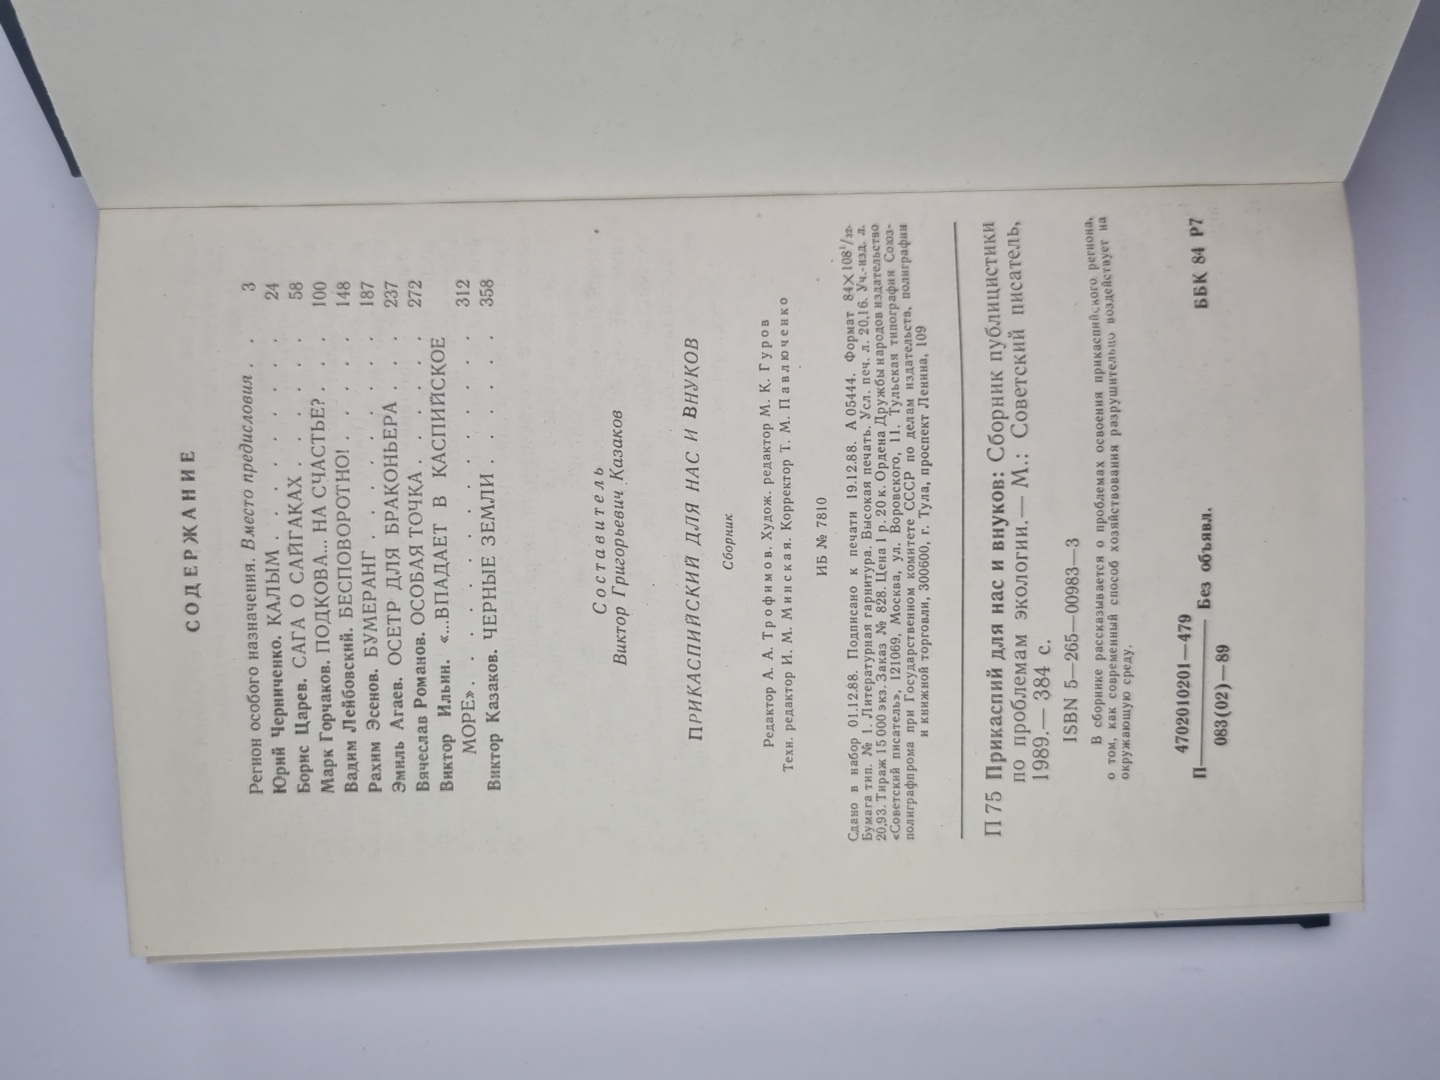 СОДЕРЖАНИЕ
Регион особого назначения. Вместо предисловия . . 3
Юрий Черниченко. КАЛЫМ . . . . . . . . 24
Борис Царев. САГА О САЙГАКАХ . . . . . . 58
Марк Горчаков. ПОДКОВА... НА СЧАСТЬЕ? . . . 100
Вадим Лейбовский. БЕСПОВОРОТНО! . . . . . 148
Рахим Эсенов. БУМЕРАНГ . . . . . . . . 187
Эмиль Агаев. ОСЕТР ДЛЯ БРАКОНЬЕРА . . . 237
Вячеслав Романов. ОСОБАЯ ТОЧКА . . . . . 272
Виктор Ильин. «...ВПАДАЕТ В КАСПИЙСКОЕ
МОРЕ» . . . . . . . . . . . . 312
Виктор Казаков. ЧЕРНЫЕ ЗЕМЛИ . . . . . . 358
Составитель
Виктор Григорьевич Казаков
ПРИКАСПИЙСКИЙ ДЛЯ НАС И ВНУКОВ
Сборник
Редактор А. А. Трофимов. Худож. редактор М. К. Гуров
Техн. редактор И. М. Минская. Корректор Т. М. Павлюченко
ИБ № 7810
Сдано в набор 01.12.88. Подписано к печати 19.12.88. А 05444. Формат 84×108¹/₃₂.
Бумага тип. № 1. Литературная гарнитура. Высокая печать. Усл. печ. л. 20,16. Уч.-изд. л.
20,93. Тираж 15 000 экз. Заказ № 828. Цена 1 р. 20 к. Ордена Дружбы народов издательство
«Советский писатель», 121069, Москва, ул. Воровского, 11. Тульская типография Союз-
полиграфпрома при Государственном комитете СССР по делам издательств, полиграфии
и книжной торговли, 300600, г. Тула, проспект Ленина, 109
П 75 Прикаспий для нас и внуков: Сборник публицистики
по проблемам экологии.— М.: Советский писатель,
1989.— 384 с.
ISBN 5—265—00983—3
В сборнике рассказывается о проблемах освоения прикаспийского региона,
о том, как современный способ хозяйствования разрушительно воздействует на
окружающую среду.
4702010201—479
П———— Без объявл.
083(02)—89
ББК 84 Р7